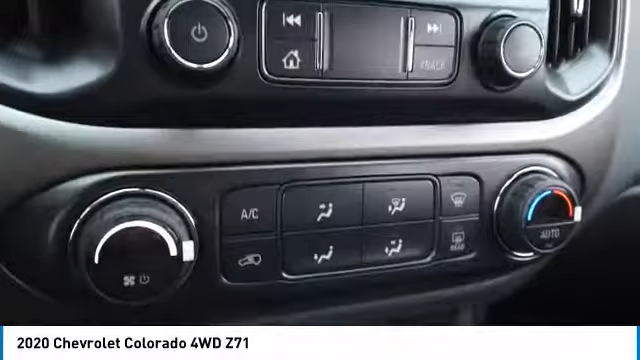 TRACK
A/C
REAR
AUTO
2020 Chevrolet Colorado 4WD Z71